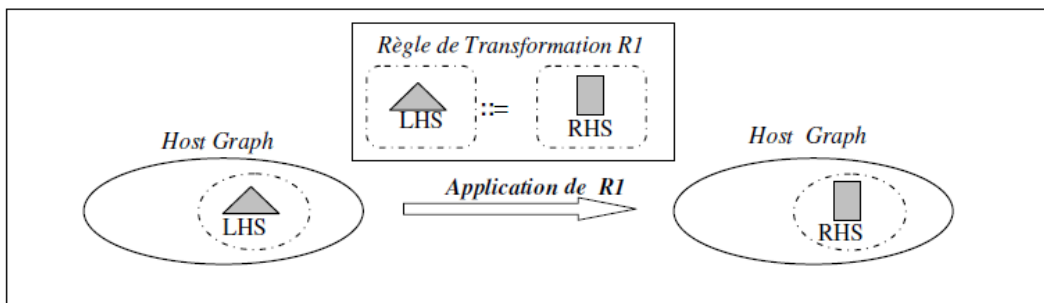 Règle de Transformation R1
LHS ::= RHS
Host Graph
Host Graph
Application de R1
LHS
RHS